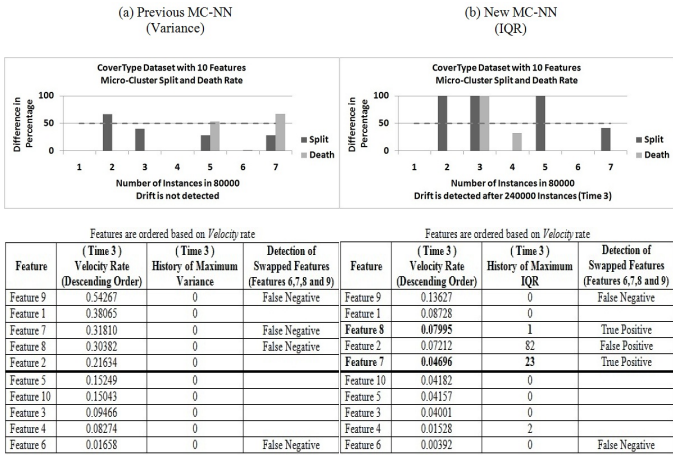 (a) Previous MC-NN
(Variance)
CoverType Dataset with 10 Features
Micro-Cluster Split and Death Rate
Difference in
Percentage
100
50
0
1 2 3 4 5 6 7
Split
Death
Number of Instances in 80000
Drift is not detected
(b) New MC-NN
(IQR)
CoverType Dataset with 10 Features
Micro-Cluster Split and Death Rate
Difference in
Percentage
100
50
0
1 2 3 4 5 6 7
Split
Death
Number of Instances in 80000
Drift is detected after 240000 Instances (Time 3)
Features are ordered based on Velocity rate
Feature
( Time 3 )
Velocity Rate
(Descending Order)
( Time 3 )
History of Maximum
Variance
Detection of
Swapped Features
(Features 6,7,8 and 9)
Feature 9 0.54267 0 False Negative
Feature 1 0.38065 0
Feature 7 0.31810 0 False Negative
Feature 8 0.30382 0 False Negative
Feature 2 0.21634 0
Feature 5 0.15249 0
Feature 10 0.15043 0
Feature 3 0.09466 0
Feature 4 0.08274 0
Feature 6 0.01658 0 False Negative
Features are ordered based on Velocity rate
Feature
( Time 3 )
Velocity Rate
(Descending Order)
( Time 3 )
History of Maximum
IQR
Detection of
Swapped Features
(Features 6,7,8 and 9)
Feature 9 0.13627 0 False Negative
Feature 1 0.08728 0
Feature 8 0.07995 1 True Positive
Feature 2 0.07212 82 False Positive
Feature 7 0.04696 23 True Positive
Feature 10 0.04182 0
Feature 5 0.04157 0
Feature 3 0.04001 0
Feature 4 0.01528 2
Feature 6 0.00392 0 False Negative